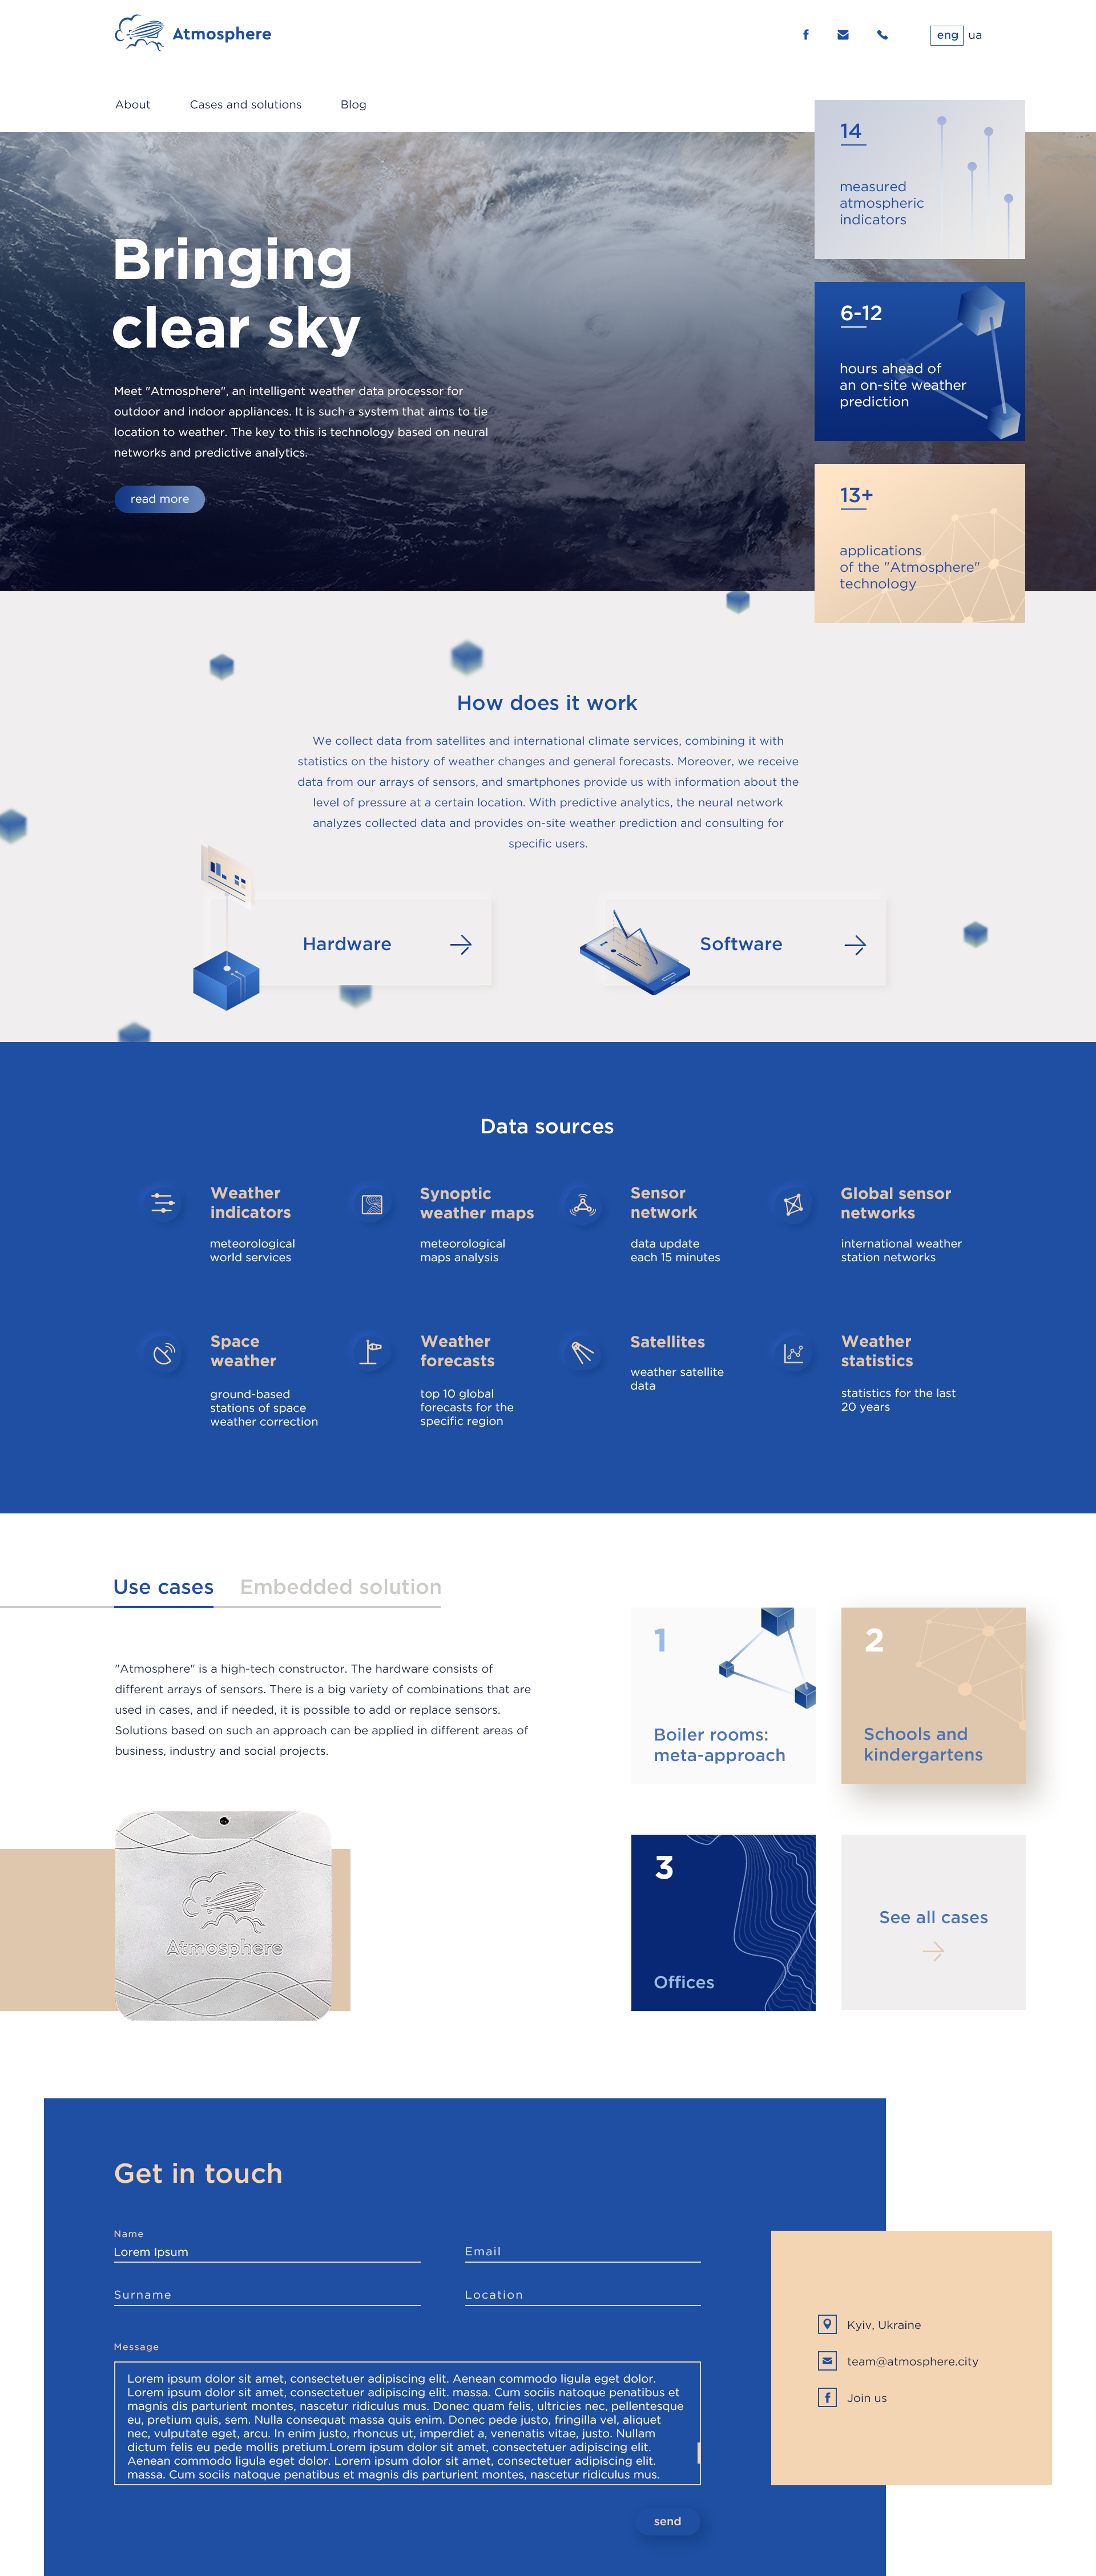 Atmosphere
eng ua
About Cases and solutions Blog
14
measured
atmospheric
indicators
Bringing
clear sky
Meet "Atmosphere", an intelligent weather data processor for
outdoor and indoor appliances. It is such a system that aims to tie
location to weather. The key to this is technology based on neural
networks and predictive analytics.
read more
6-12
hours ahead of
an on-site weather
prediction
13+
applications
of the "Atmosphere"
technology
How does it work
We collect data from satellites and international climate services, combining it with
statistics on the history of weather changes and general forecasts. Moreover, we receive
data from our arrays of sensors, and smartphones provide us with information about the
level of pressure at a certain location. With predictive analytics, the neural network
analyzes collected data and provides on-site weather prediction and consulting for
specific users.
Hardware
Software
Data sources
Weather
indicators
meteorological
world services
Synoptic
weather maps
meteorological
maps analysis
Sensor
network
data update
each 15 minutes
Global sensor
networks
international weather
station networks
Space
weather
ground-based
stations of space
weather correction
Weather
forecasts
top 10 global
forecasts for the
specific region
Satellites
weather satellite
data
Weather
statistics
statistics for the last
20 years
Use cases Embedded solution
"Atmosphere" is a high-tech constructor. The hardware consists of
different arrays of sensors. There is a big variety of combinations that are
used in cases, and if needed, it is possible to add or replace sensors.
Solutions based on such an approach can be applied in different areas of
business, industry and social projects.
Atmosphere
1
Boiler rooms:
meta-approach
2
Schools and
kindergartens
3
Offices
See all cases
Get in touch
Name
Lorem Ipsum
Email
Surname
Location
Message
Lorem ipsum dolor sit amet, consectetuer adipiscing elit. Aenean commodo ligula eget dolor.
Lorem ipsum dolor sit amet, consectetuer adipiscing elit. massa. Cum sociis natoque penatibus et
magnis dis parturient montes, nascetur ridiculus mus. Donec quam felis, ultricies nec, pellentesque
eu, pretium quis, sem. Nulla consequat massa quis enim. Donec pede justo, fringilla vel, aliquet
nec, vulputate eget, arcu. In enim justo, rhoncus ut, imperdiet a, venenatis vitae, justo. Nullam
dictum felis eu pede mollis pretium.Lorem ipsum dolor sit amet, consectetuer adipiscing elit.
Aenean commodo ligula eget dolor. Lorem ipsum dolor sit amet, consectetuer adipiscing elit.
massa. Cum sociis natoque penatibus et magnis dis parturient montes, nascetur ridiculus mus.
send
Kyiv, Ukraine
team@atmosphere.city
Join us